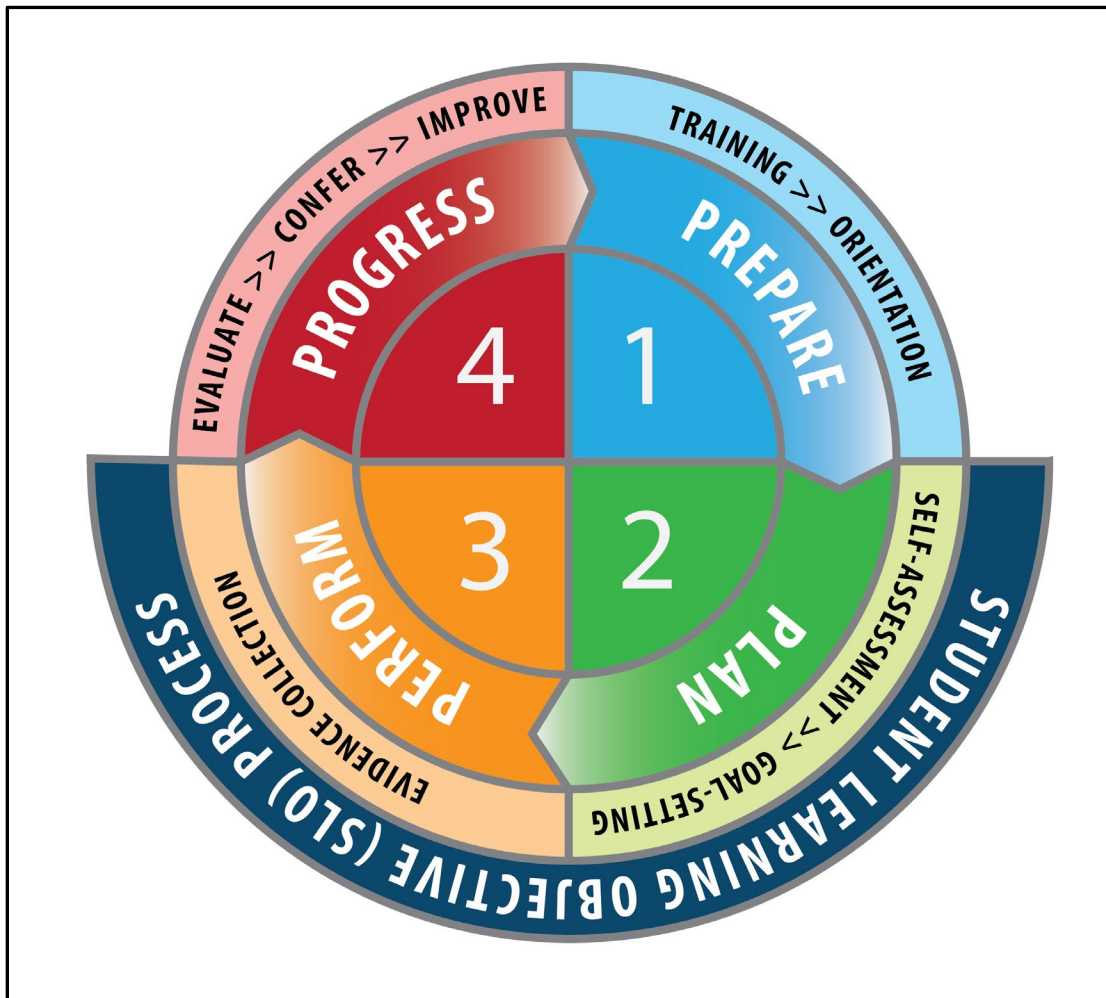 TRAINING >> ORIENTATION
PREPARE
1
SELF-ASSESSMENT >> GOAL-SETTING
PLAN
2
EVIDENCE COLLECTION
PERFORM
3
EVALUATE >> CONFER >> IMPROVE
PROGRESS
4
STUDENT LEARNING OBJECTIVE (SLO) PROCESS